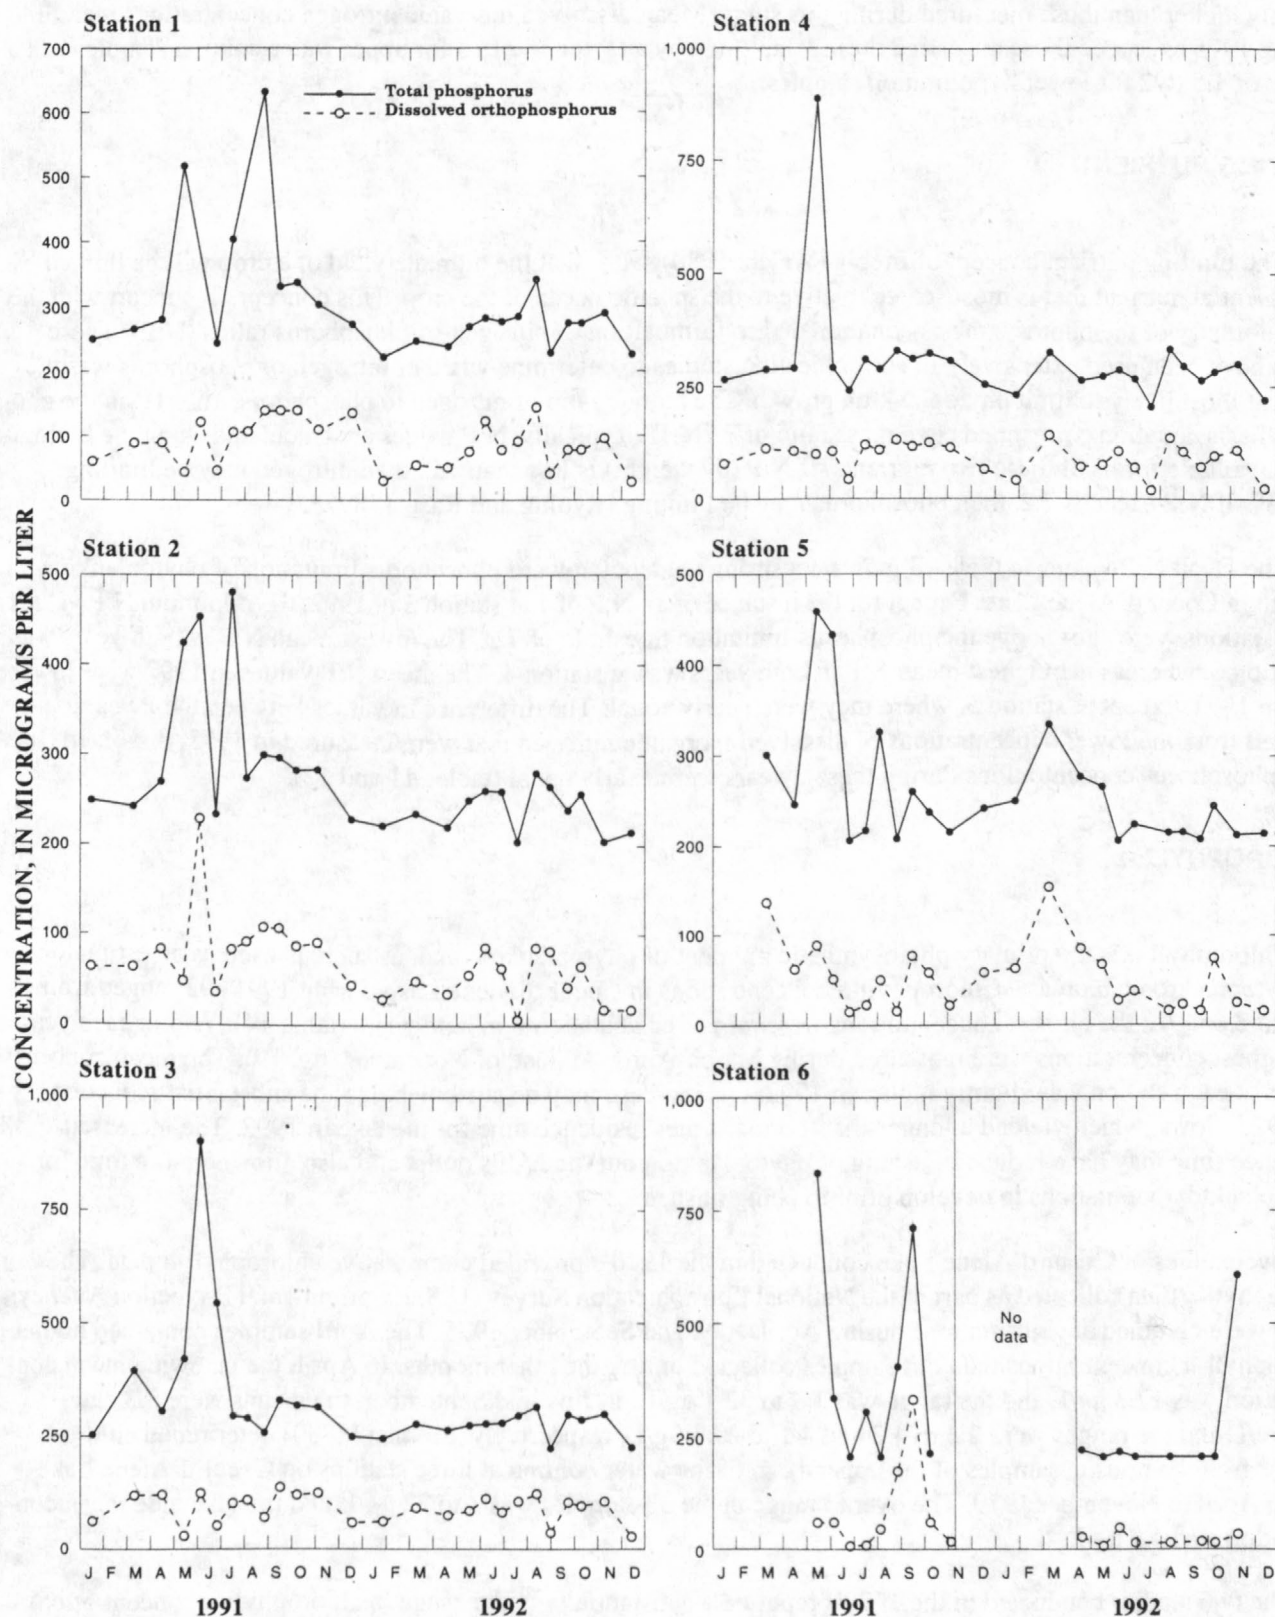 Station 1
700
600
500
400
300
200
100
0
Total phosphorus
Dissolved orthophosphorus
Station 4
1,000
750
500
250
0
CONCENTRATION, IN MICROGRAMS PER LITER
Station 2
500
400
300
200
100
0
Station 5
500
400
300
200
100
0
Station 3
1,000
750
500
250
0
J F M A M J J A S O N D J F M A M J J A S O N D
1991 1992
Station 6
1,000
750
500
250
0
No
data
J F M A M J J A S O N D J F M A M J J A S O N D
1991 1992